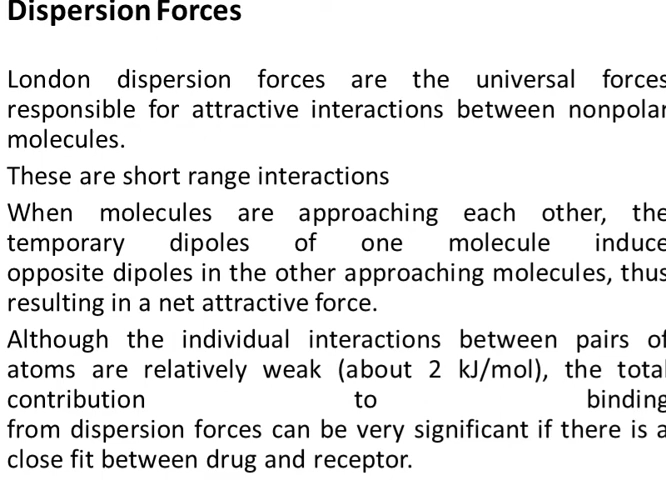 Dispersion Forces
London dispersion forces are the universal forces
responsible for attractive interactions between nonpolar
molecules.
These are short range interactions
When molecules are approaching each other, the
temporary dipoles of one molecule induce
opposite dipoles in the other approaching molecules, thus
resulting in a net attractive force.
Although the individual interactions between pairs of
atoms are relatively weak (about 2 kJ/mol), the total
contribution to binding
from dispersion forces can be very significant if there is a
close fit between drug and receptor.